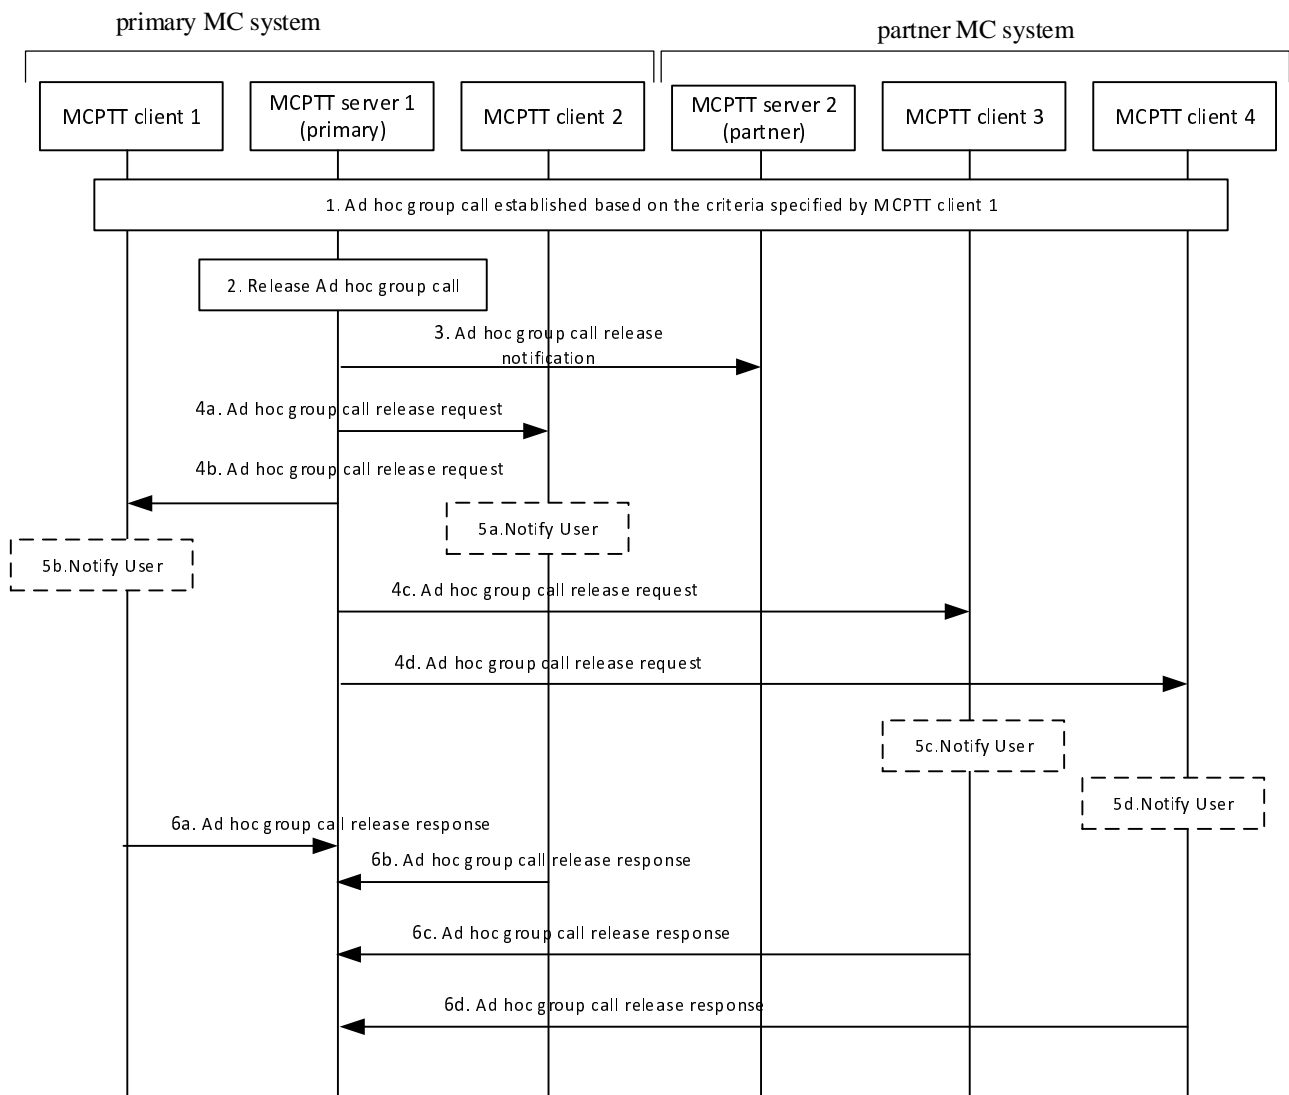 primary MC system
partner MC system
MCPTT client 1
MCPTT server 1
(primary)
MCPTT client 2
MCPTT server 2
(partner)
MCPTT client 3
MCPTT client 4
1. Ad hoc group call established based on the criteria specified by MCPTT client 1
2. Release Ad hoc group call
3. Ad hoc group call release
notification
4a. Ad hoc group call release request
4b. Ad hoc group call release request
5a.Notify User
5b.Notify User
4c. Ad hoc group call release request
4d. Ad hoc group call release request
5c.Notify User
5d.Notify User
6a. Ad hoc group call release response
6b. Ad hoc group call release response
6c. Ad hoc group call release response
6d. Ad hoc group call release response